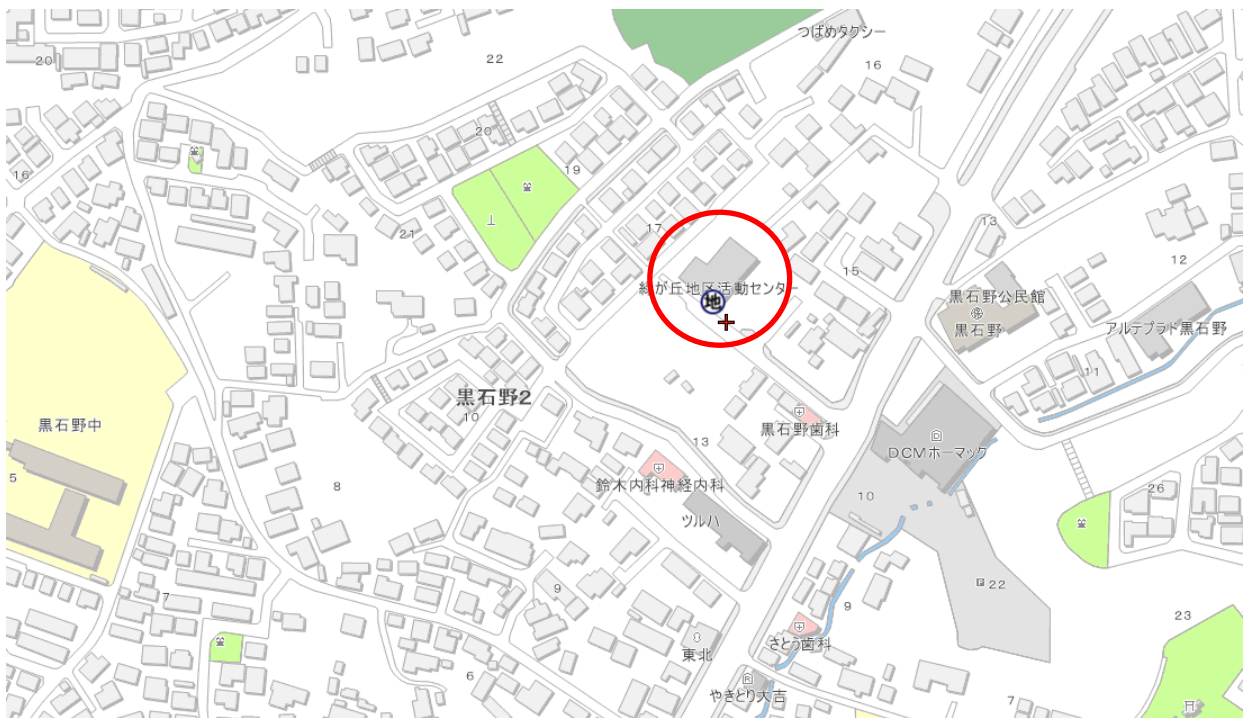 つばめタクシー
22
20
16
20
19
16
17
13
21
15
12
緑が丘地区活動センター
地
黒石野公民館
黒石野
アルテプラド黒石野
11
黒石野2
10
黒石野中
黒石野歯科
13
DCMホーマック
5
8
鈴木内科神経内科
10
26
ツルハ
22
P
7
9
9
23
東北
さとう歯科
6
やきとり大吉
7